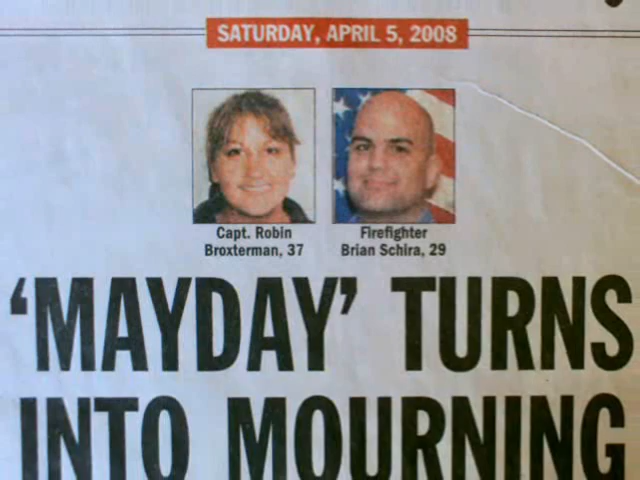 SATURDAY, APRIL 5, 2008
Capt. Robin
Broxterman, 37
Firefighter
Brian Schira, 29
'MAYDAY' TURNS
INTO MOURNING